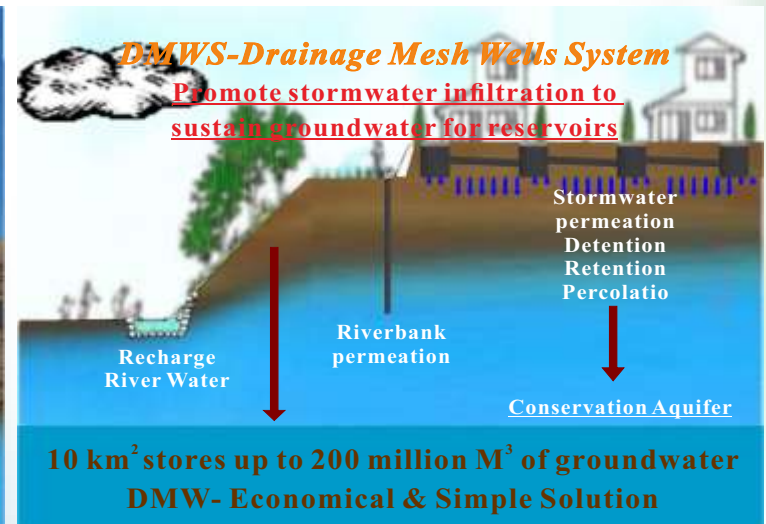 DMWS-Drainage Mesh Wells System
Promote stormwater infiltration to
sustain groundwater for reservoirs
Stormwater
permeation
Detention
Retention
Percolatio
Riverbank
permeation
Recharge
River Water
Conservation Aquifer
10 km² stores up to 200 million M³ of groundwater
DMW- Economical & Simple Solution